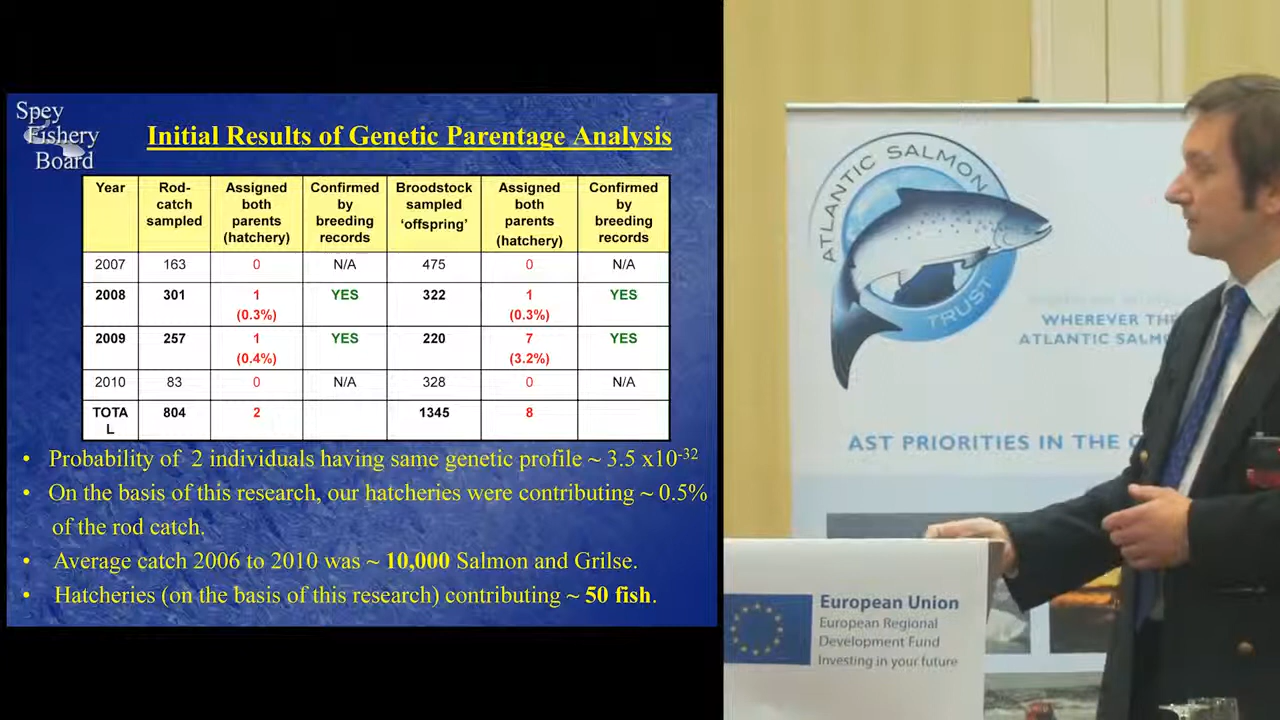 Spey
Fishery
Board
Initial Results of Genetic Parentage Analysis
Year Rod-catch sampled Assigned both parents (hatchery) Confirmed by breeding records Broodstock sampled ‘offspring’ Assigned both parents (hatchery) Confirmed by breeding records
2007 163 0 N/A 475 0 N/A
2008 301 1 (0.3%) YES 322 1 (0.3%) YES
2009 257 1 (0.4%) YES 220 7 (3.2%) YES
2010 83 0 N/A 328 0 N/A
TOTAL 804 2 1345 8
• Probability of 2 individuals having same genetic profile ~ 3.5 x10⁻³²
• On the basis of this research, our hatcheries were contributing ~ 0.5%
of the rod catch.
• Average catch 2006 to 2010 was ~ 10,000 Salmon and Grilse.
• Hatcheries (on the basis of this research) contributing ~ 50 fish.
ATLANTIC SALMON
TRUST
WHEREVER THE
ATLANTIC SALM
AST PRIORITIES IN THE
European Union
European Regional
Development Fund
Investing in your future